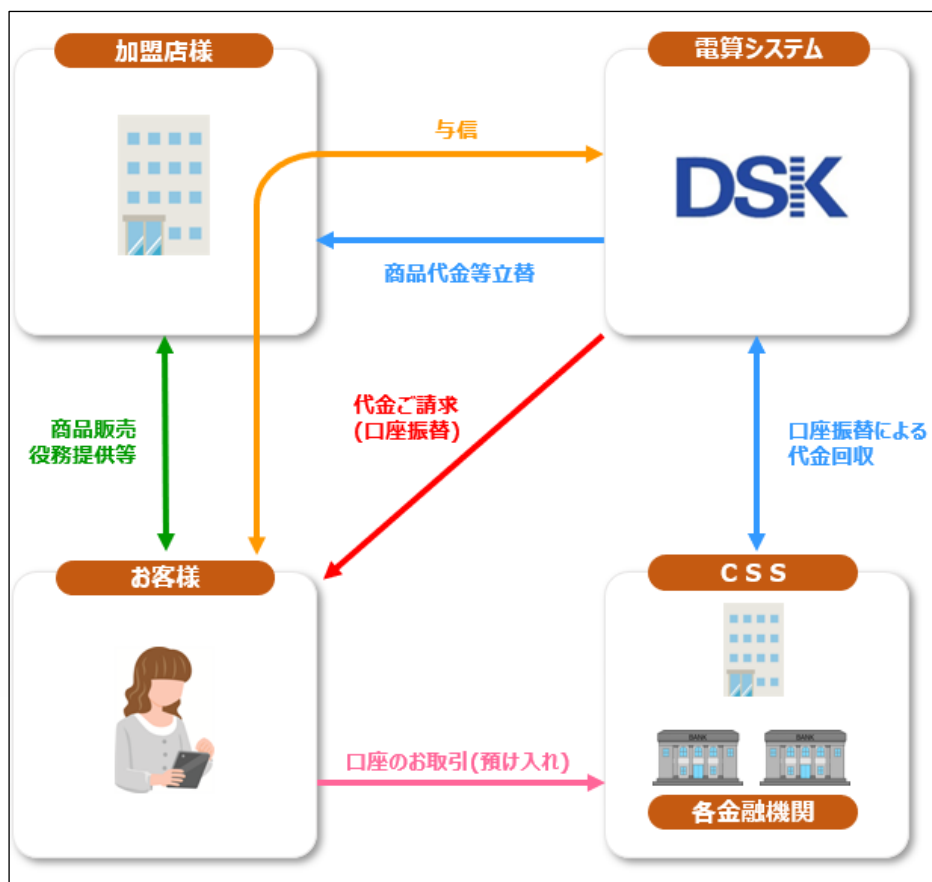 加盟店様
電算システム
与信
DSK
商品代金等立替
代金ご請求
(口座振替)
商品販売
役務提供等
口座振替による
代金回収
お客様
ＣＳＳ
BANK
BANK
口座のお取引(預け入れ)
各金融機関